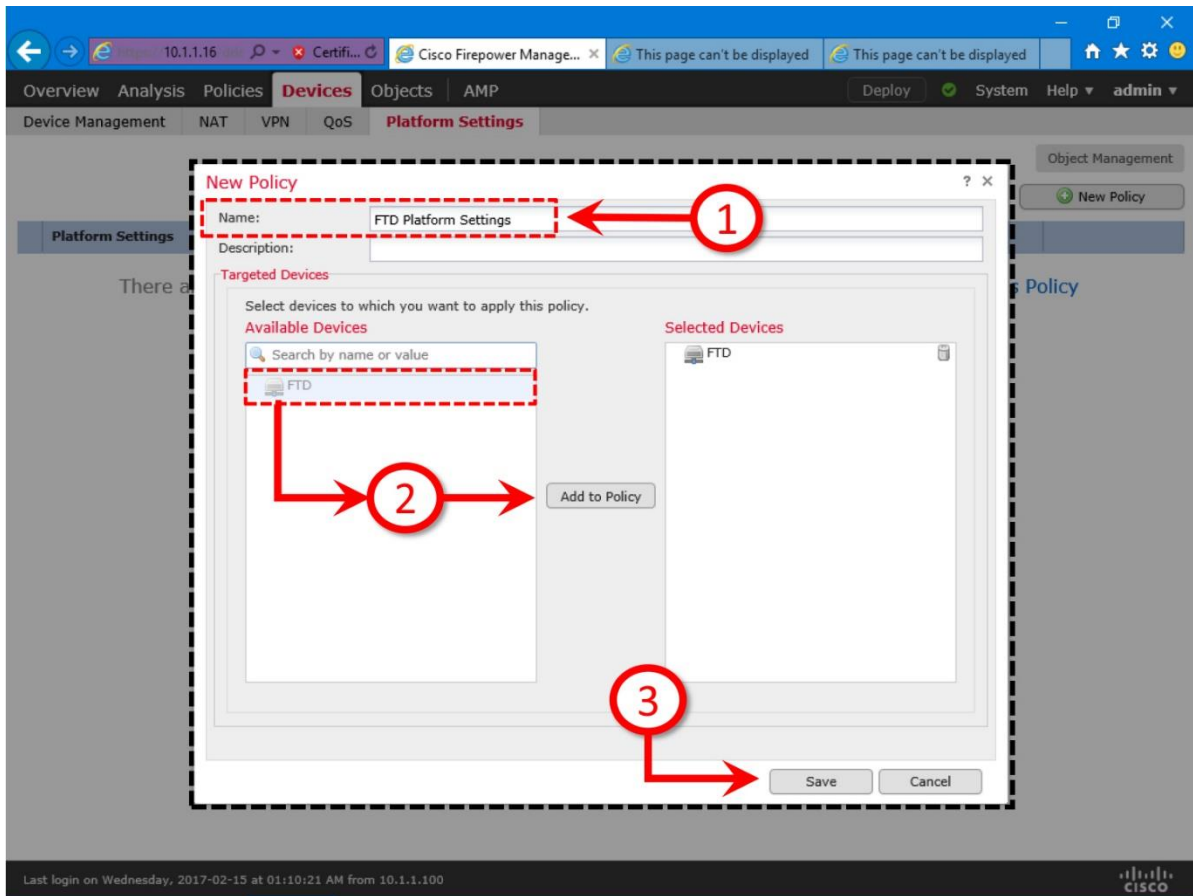 10.1.1.16
Certifi...
Cisco Firepower Manage...
This page can't be displayed
This page can't be displayed
Overview Analysis Policies Devices Objects AMP Deploy System Help admin
Device Management NAT VPN QoS Platform Settings
Object Management
New Policy ? ×
New Policy
Name: FTD Platform Settings
1
Platform Settings
Description:
There a
Targeted Devices
s Policy
Select devices to which you want to apply this policy.
Available Devices
Selected Devices
Search by name or value
FTD
FTD
2
Add to Policy
3
Save Cancel
Last login on Wednesday, 2017-02-15 at 01:10:21 AM from 10.1.1.100
CISCO